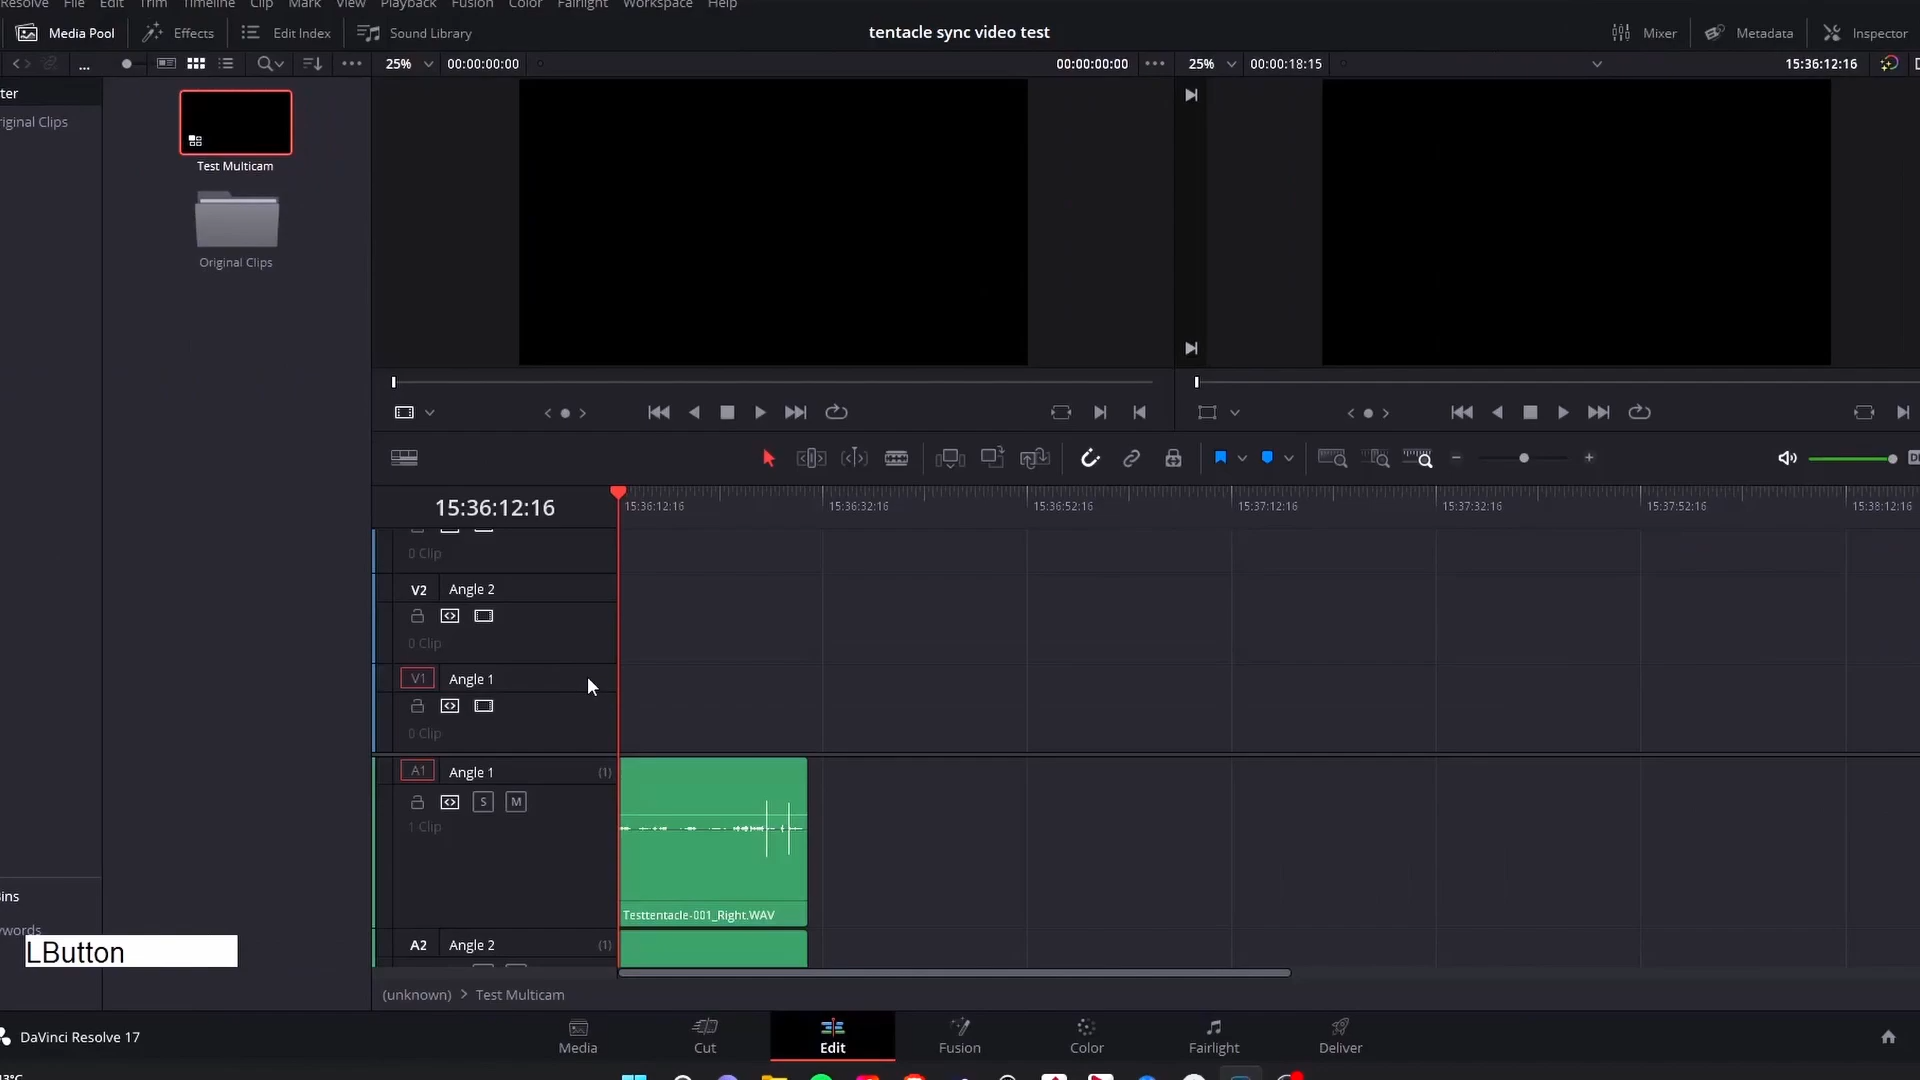 Resolve File Edit Trim Timeline Clip Mark View Playback Fusion Color Fairlight Workspace Help
Media Pool Effects Edit Index Sound Library tentacle sync video test Mixer Metadata Inspector
... 25% 00:00:00:00 00:00:00:00 ... 25% 00:00:18:15 15:36:12:16
ter
riginal Clips
Test Multicam
Original Clips
15:36:12:16 15:36:12:16 15:36:32:16 15:36:52:16 15:37:12:16 15:37:32:16 15:37:52:16 15:38:12:16
0 Clip
V2 Angle 2
0 Clip
V1 Angle 1
0 Clip
A1 Angle 1 (1)
S M
1 Clip
Testtentacle-001_Right.WAV
A2 Angle 2 (1)
ins
ywords
LButton
(unknown) > Test Multicam
DaVinci Resolve 17
Media Cut Edit Fusion Color Fairlight Deliver